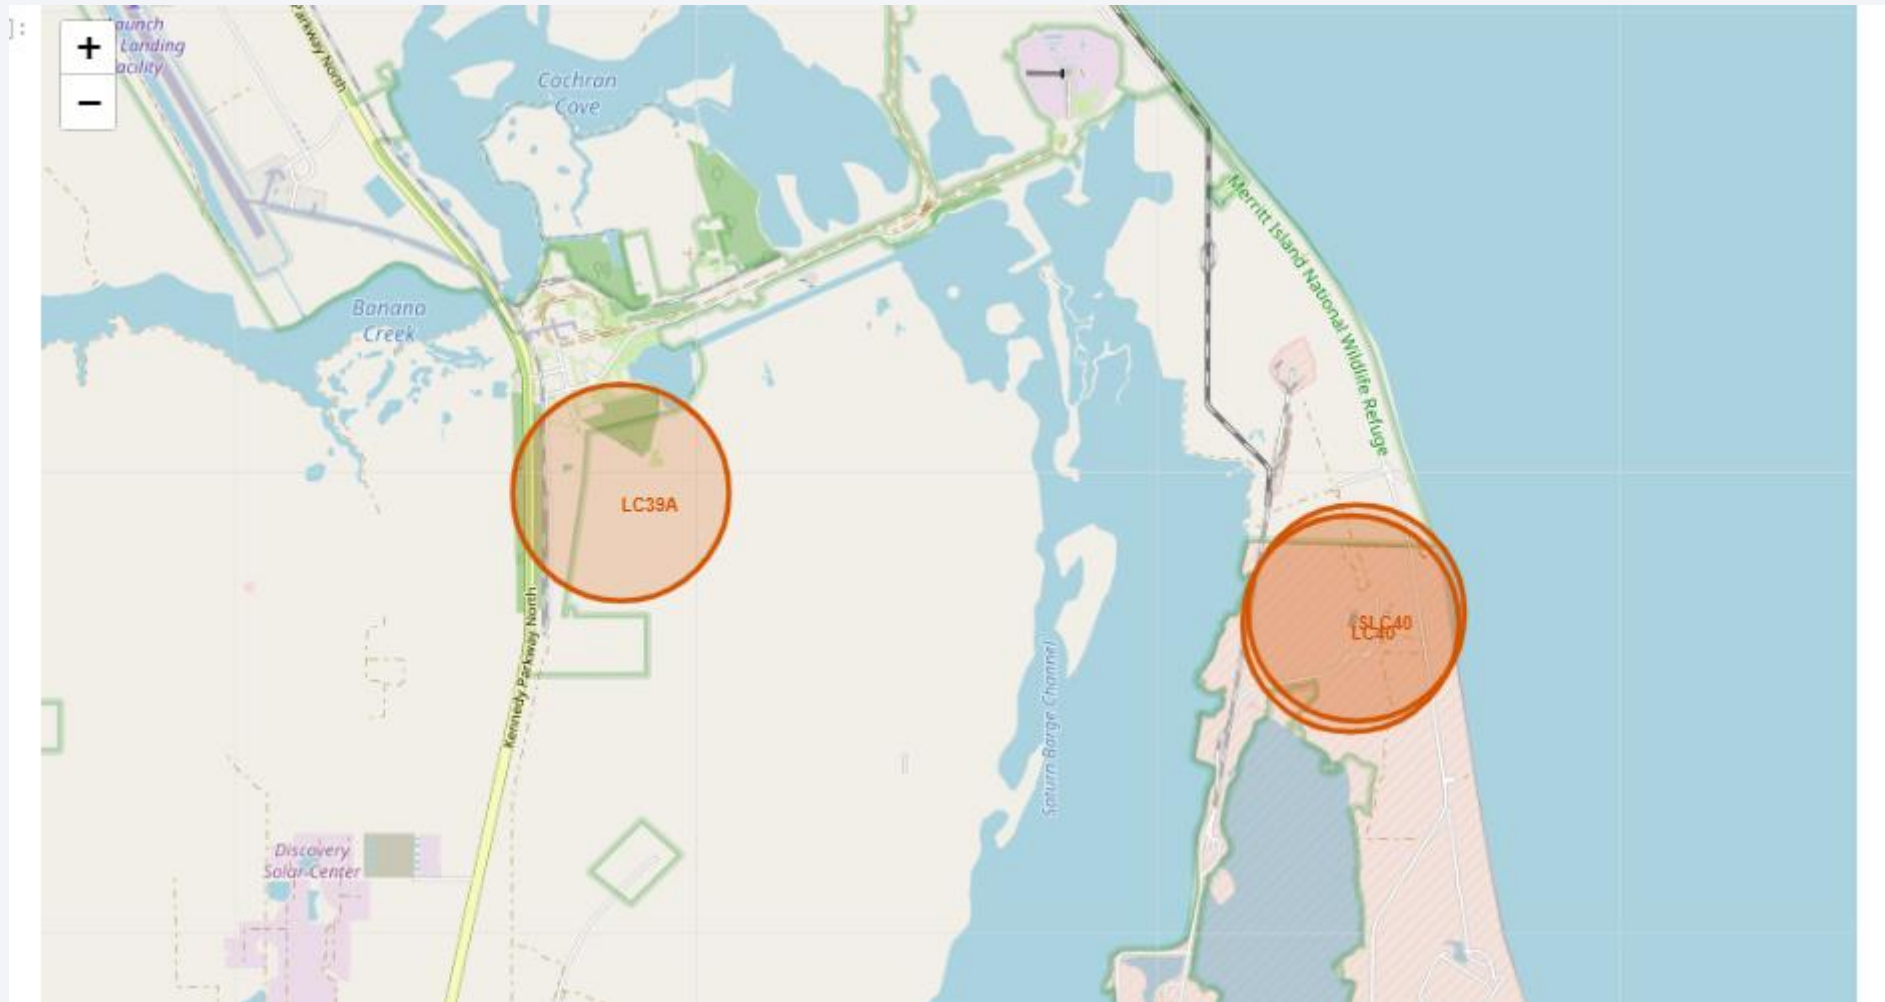 ]:
+
−
Launch
Landing
acility
Parkway North
Cochran
Cove
Merritt Island National Wildlife Refuge
Banana
Creek
LC39A
SLC40
LC40
Kennedy Parkway North
Saturn Barge Channel
Discovery
Solar Center